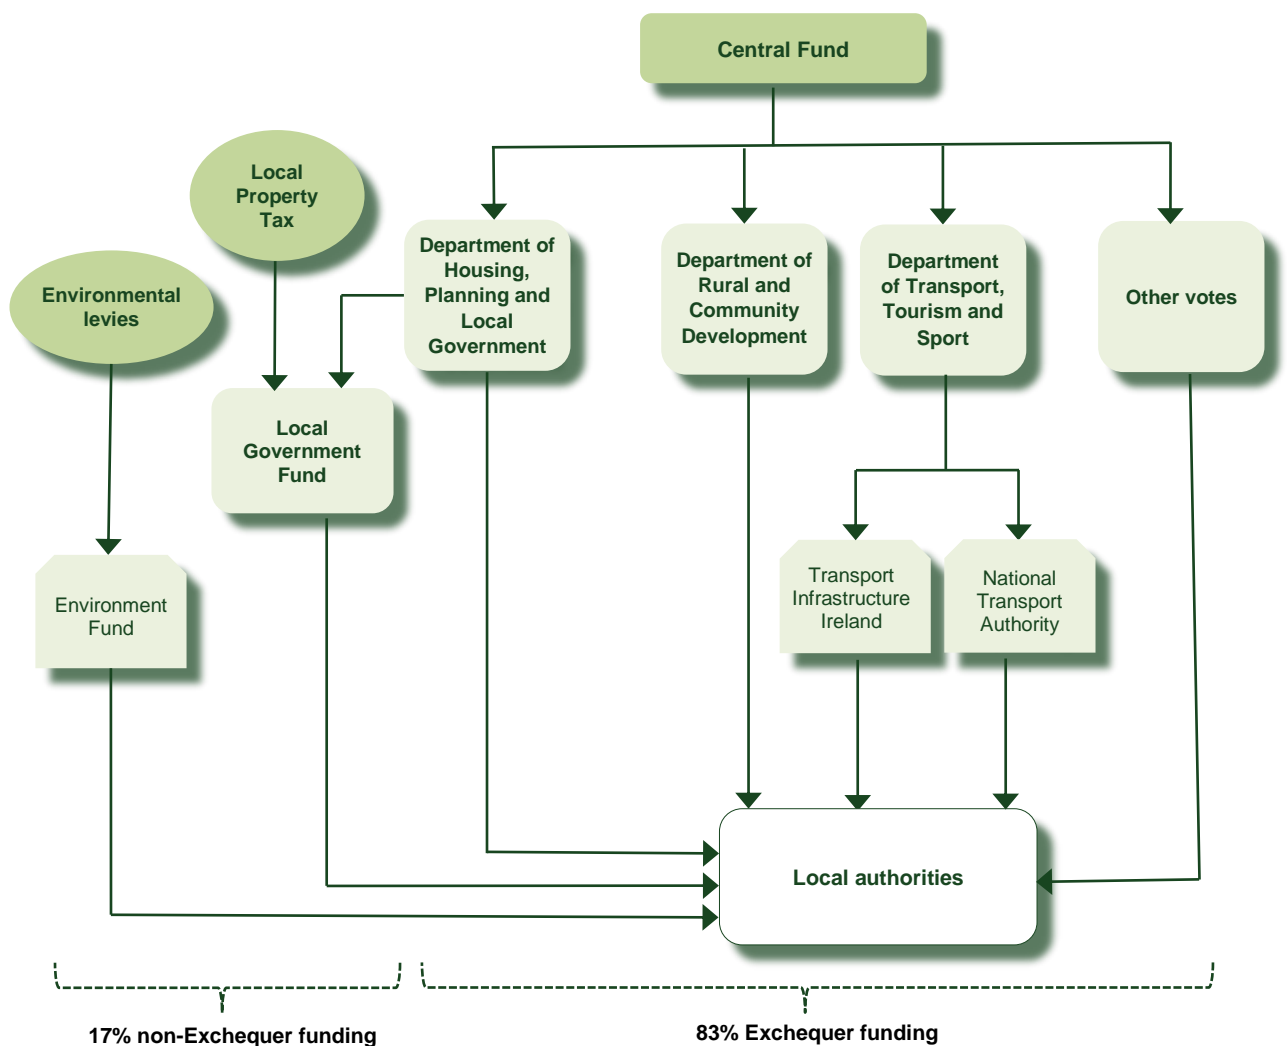 Central Fund
Local
Property
Tax
Environmental
levies
Department of
Housing,
Planning and
Local
Government
Department of
Rural and
Community
Development
Department
of Transport,
Tourism and
Sport
Other votes
Local
Government
Fund
Environment
Fund
Transport
Infrastructure
Ireland
National
Transport
Authority
Local authorities
17% non-Exchequer funding
83% Exchequer funding